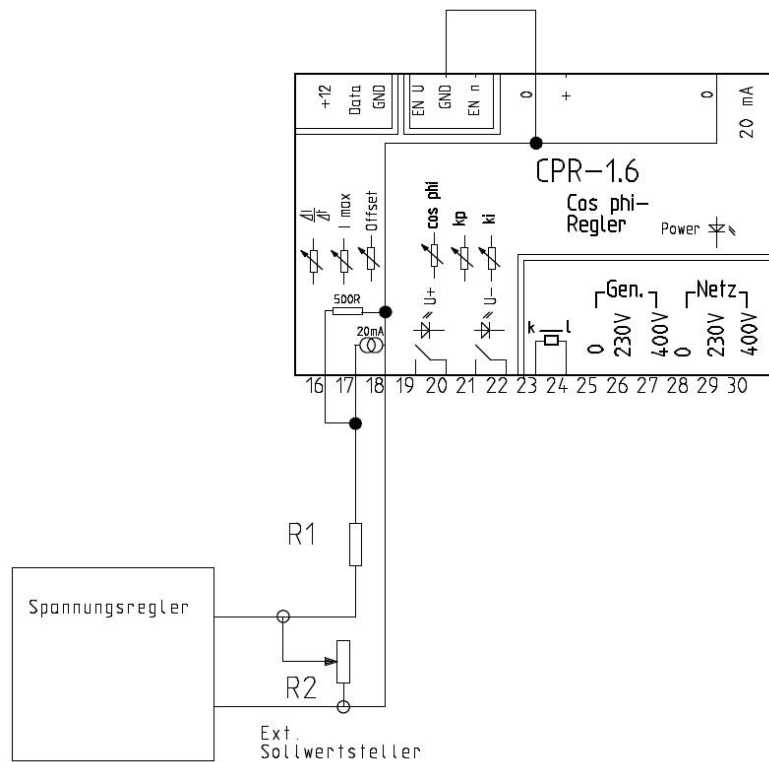 +12 Data GND EN U GND EN n 0 + 0 20 mA
CPR-1.6
Cos phi-
Regler
Power
ΔI
Δt
I max
Offset
cos phi
kp
ki
500R
20mA
U+
U-
k l
Gen.
Netz
0 230V 400V 0 230V 400V
16 17 18 19 20 21 22 23 24 25 26 27 28 29 30
R1
Spannungsregler
R2
Ext.
Sollwertsteller